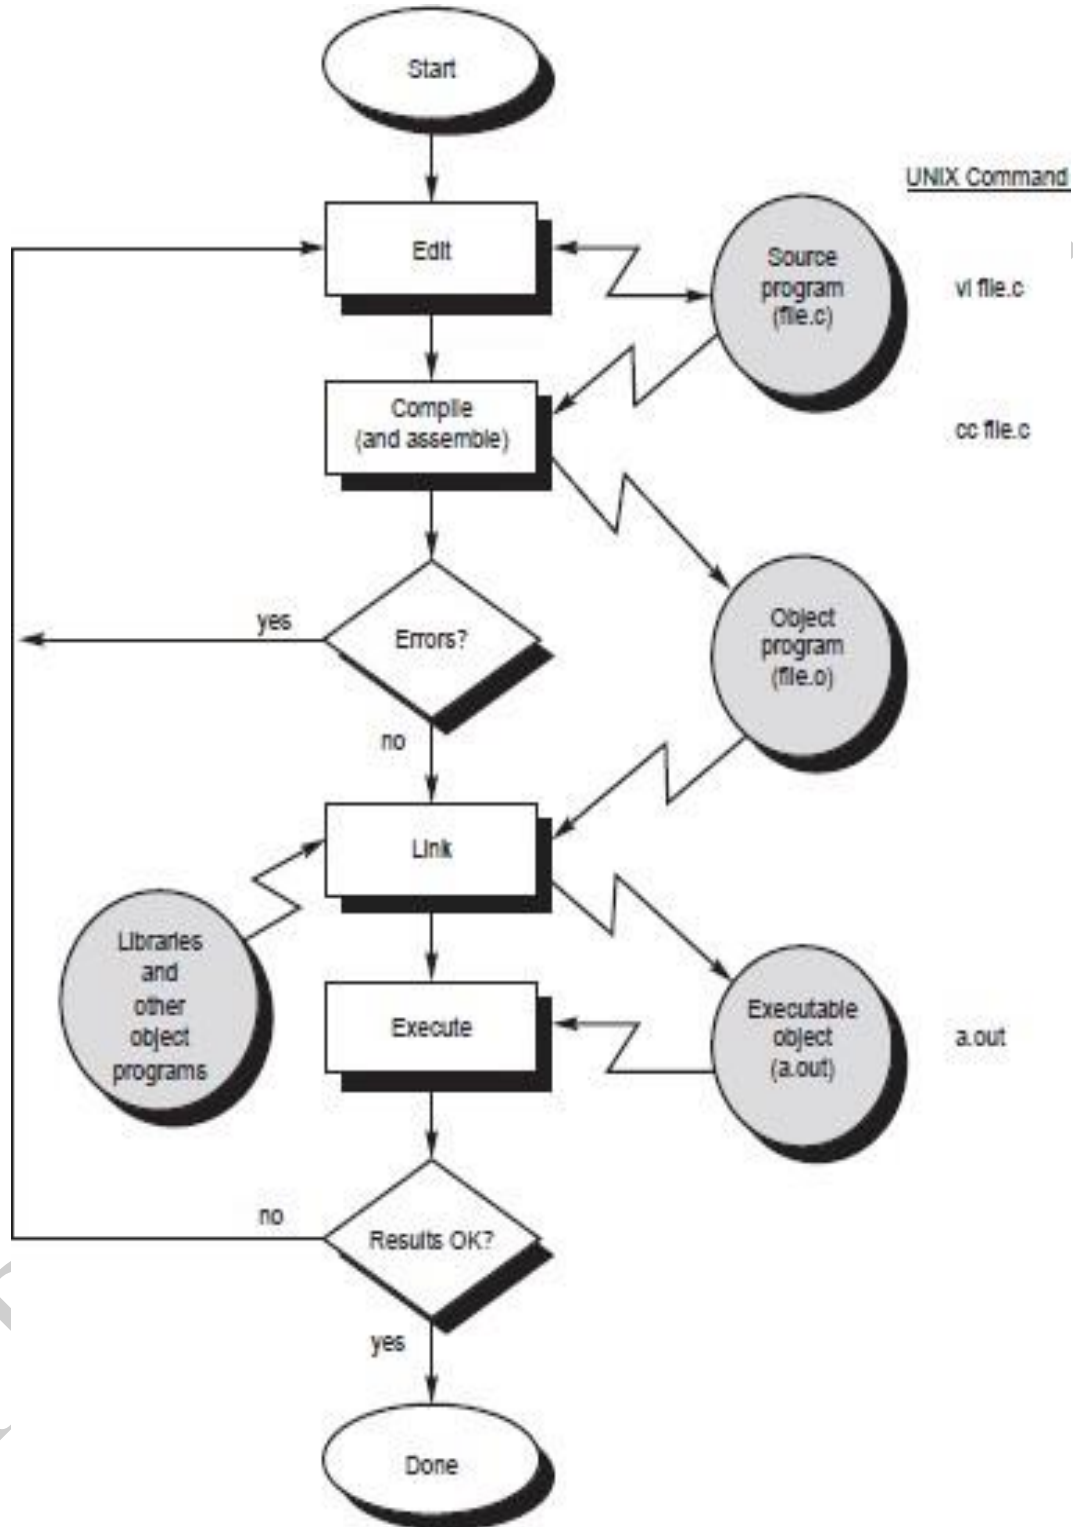 Start
UNIX Command
Edit
Source
program
(file.c)
vi file.c
Compile
(and assemble)
cc file.c
Object
program
(file.o)
yes
Errors?
no
Link
Libraries
and
other
object
programs
Execute
Executable
object
(a.out)
a.out
no
Results OK?
yes
Done